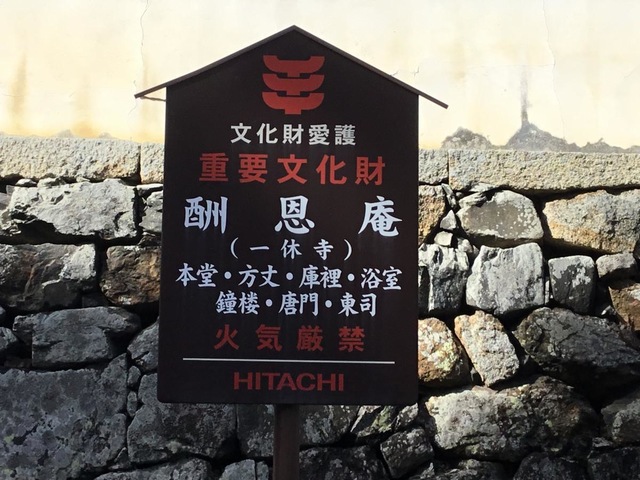 文化財愛護
重要文化財
酬恩庵
（一休寺）
本堂・方丈・庫裡・浴室
鐘楼・唐門・東司
火気厳禁
HITACHI